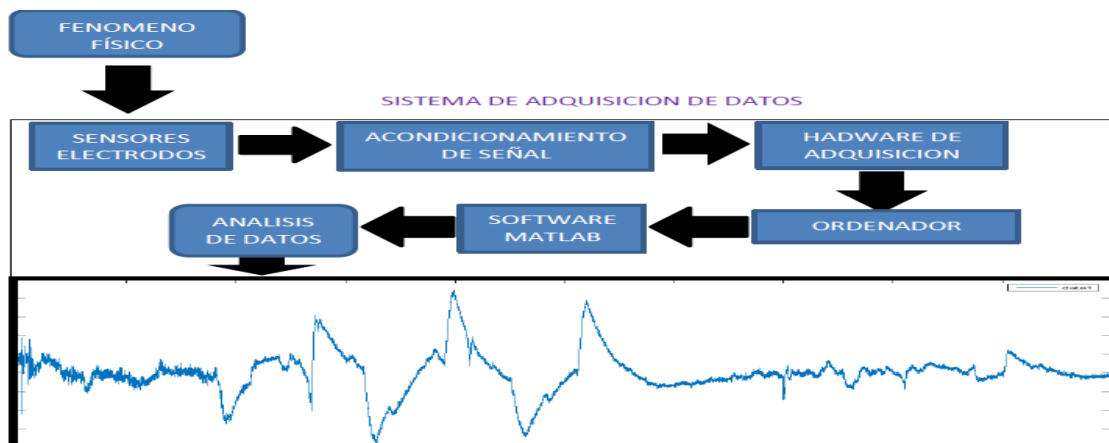 FENOMENO
FÍSICO
SISTEMA DE ADQUISICION DE DATOS
SENSORES
ELECTRODOS
ACONDICIONAMIENTO
DE SEÑAL
HADWARE DE
ADQUISICION
ANALISIS
DE DATOS
SOFTWARE
MATLAB
ORDENADOR
data1